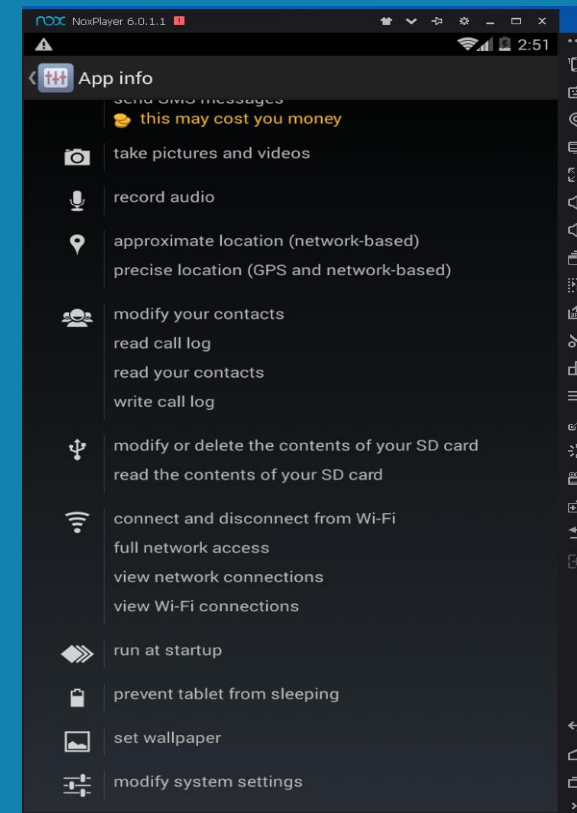 nox NoxPlayer 6.0.1.1
2:51
App info
send SMS messages
this may cost you money
take pictures and videos
record audio
approximate location (network-based)
precise location (GPS and network-based)
modify your contacts
read call log
read your contacts
write call log
modify or delete the contents of your SD card
read the contents of your SD card
connect and disconnect from Wi-Fi
full network access
view network connections
view Wi-Fi connections
run at startup
prevent tablet from sleeping
set wallpaper
modify system settings